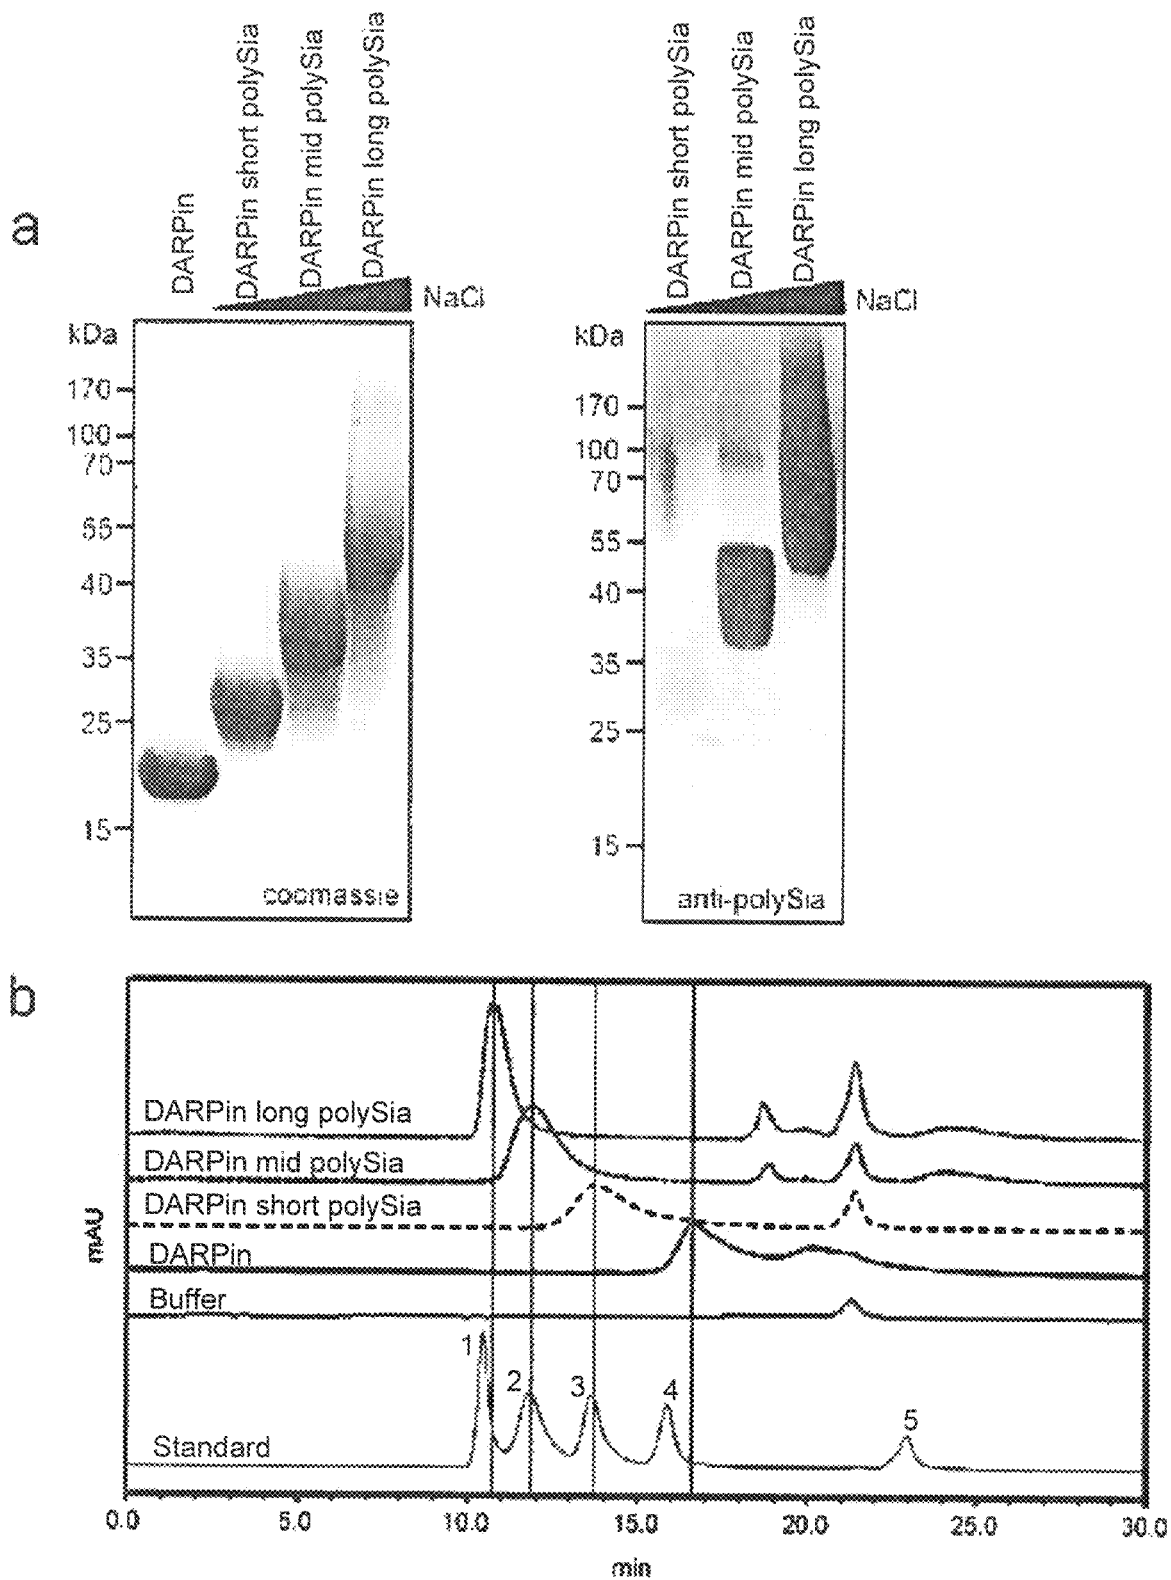 a
DARPin
DARPin short polySia
DARPin mid polySia
DARPin long polySia
NaCl
kDa
170
100
70
55
40
35
25
15
coomassie
DARPin short polySia
DARPin mid polySia
DARPin long polySia
NaCl
kDa
170
100
70
55
40
35
25
15
anti-polySia
b
mAU
DARPin long polySia
DARPin mid polySia
DARPin short polySia
DARPin
Buffer
1 2 3 4 5
Standard
0.0 5.0 10.0 15.0 20.0 25.0 30.0
min